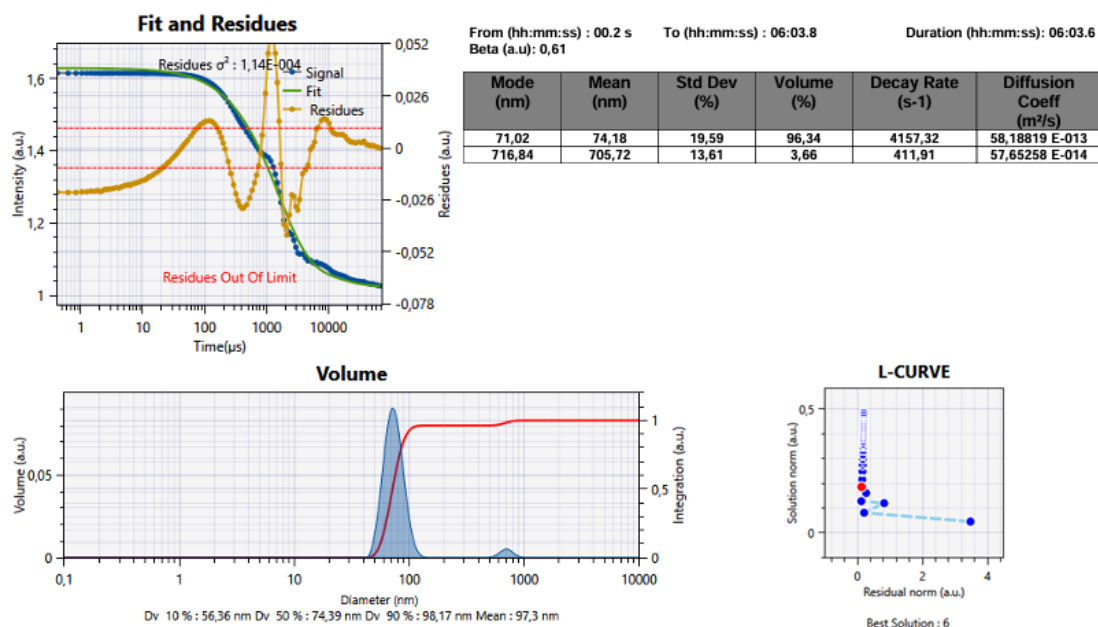 Fit and Residues
From (hh:mm:ss) : 00.2 s To (hh:mm:ss) : 06:03.8 Duration (hh:mm:ss): 06:03.6
Beta (a.u): 0,61
Residues σ² : 1,14E-004
Signal
Fit
Residues
Intensity (a.u.)
1,6
1,4
1,2
1
0,052
0,026
0
-0,026
-0,052
-0,078
Residues (a.u.)
Residues Out Of Limit
1 10 100 1000 10000
Time(µs)
Mode (nm) Mean (nm) Std Dev (%) Volume (%) Decay Rate (s-1) Diffusion Coeff (m²/s)
71,02 74,18 19,59 96,34 4157,32 58,18819 E-013
716,84 705,72 13,61 3,66 411,91 57,65258 E-014
Volume
Volume (a.u.)
0,05
0
1
0,5
0
Integration (a.u.)
0,1 1 10 100 1000 10000
Diameter (nm)
Dv 10 % : 56,36 nm Dv 50 % : 74,39 nm Dv 90 % : 98,17 nm Mean : 97,3 nm
L-CURVE
Solution norm (a.u.)
0,5
0
0 2 4
Residual norm (a.u.)
Best Solution : 6